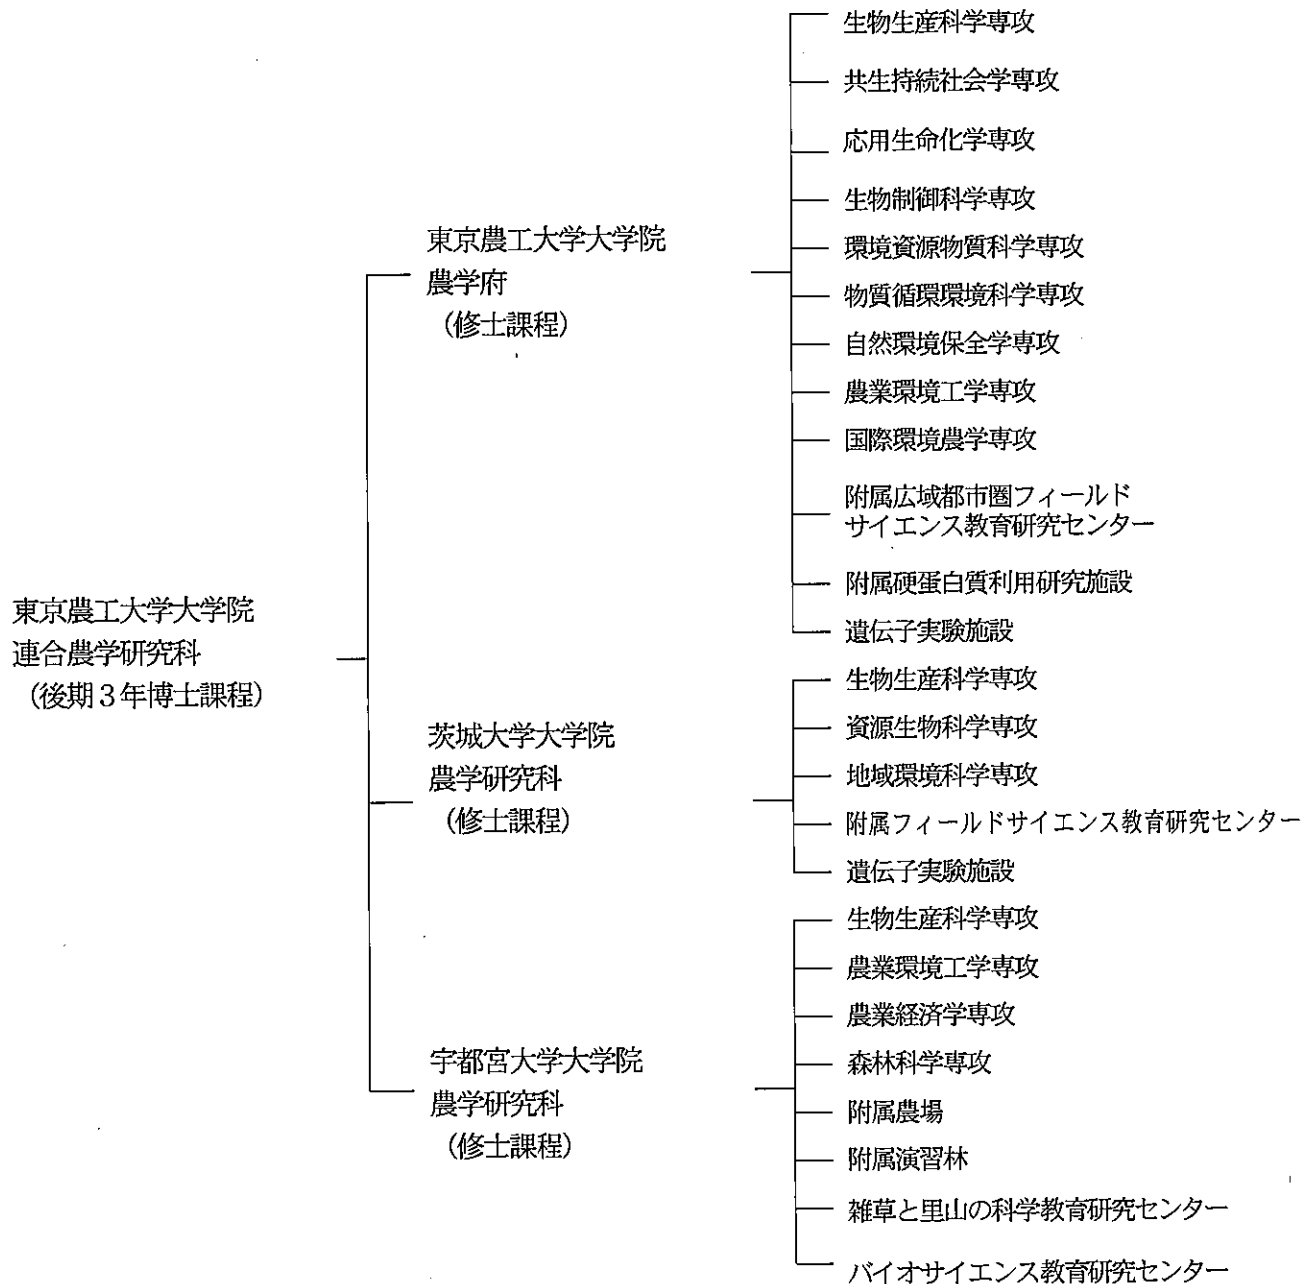 東京農工大学大学院
連合農学研究科
(後期3年博士課程)
東京農工大学大学院
農学府
(修士課程)
生物生産科学専攻
共生持続社会学専攻
応用生命化学専攻
生物制御科学専攻
環境資源物質科学専攻
物質循環環境科学専攻
自然環境保全学専攻
農業環境工学専攻
国際環境農学専攻
附属広域都市圏フィールド
サイエンス教育研究センター
附属硬蛋白質利用研究施設
遺伝子実験施設
茨城大学大学院
農学研究科
(修士課程)
生物生産科学専攻
資源生物科学専攻
地域環境科学専攻
附属フィールドサイエンス教育研究センター
遺伝子実験施設
宇都宮大学大学院
農学研究科
(修士課程)
生物生産科学専攻
農業環境工学専攻
農業経済学専攻
森林科学専攻
附属農場
附属演習林
雑草と里山の科学教育研究センター
バイオサイエンス教育研究センター